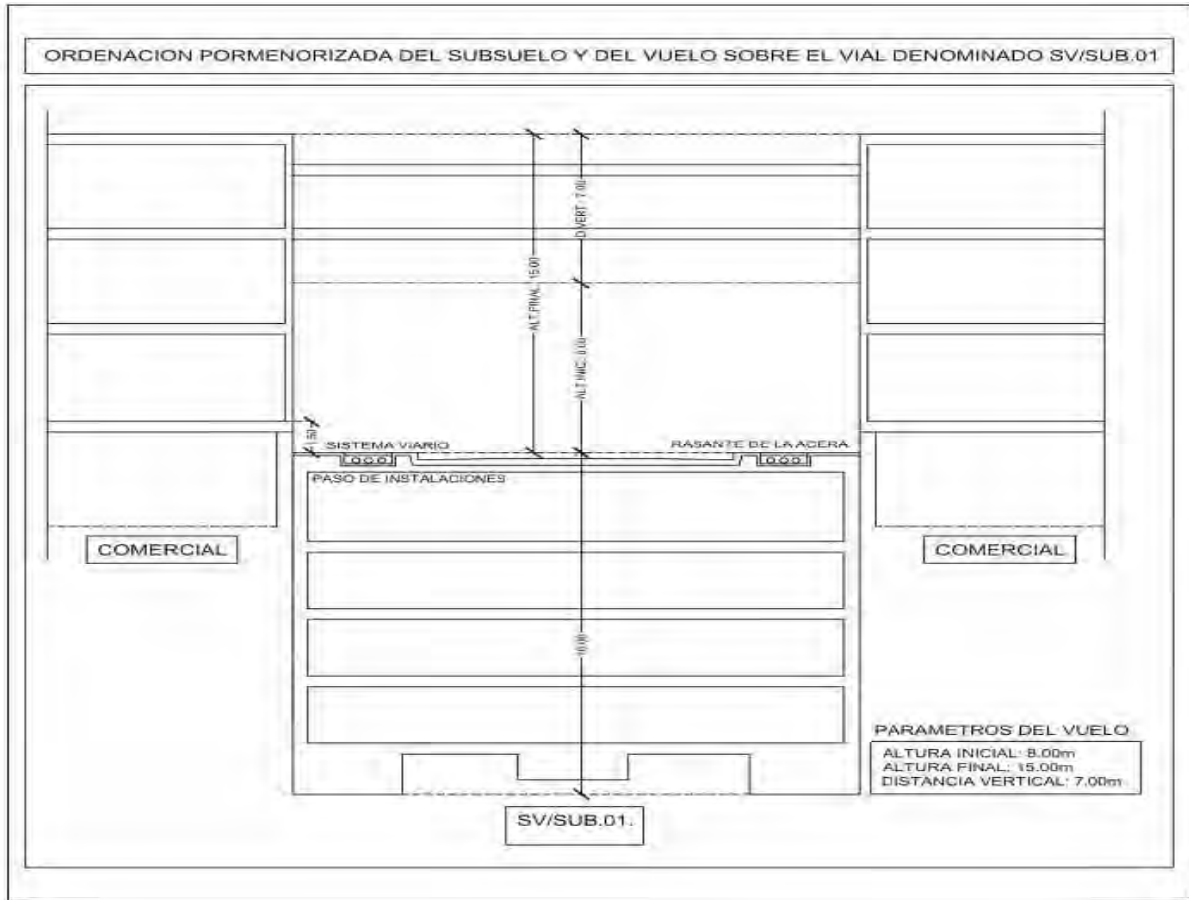 ORDENACION PORMENORIZADA DEL SUBSUELO Y DEL VUELO SOBRE EL VIAL DENOMINADO SV/SUB.01
D.VERT: 7.00
ALT.FINAL: 15.00
ALT.INIC: 8.00
1.50
SISTEMA VIARIO
RASANTE DE LA ACERA
PASO DE INSTALACIONES
COMERCIAL
COMERCIAL
PARAMETROS DEL VUELO
ALTURA INICIAL: 8.00m
ALTURA FINAL: 15.00m
DISTANCIA VERTICAL: 7.00m
SV/SUB.01.